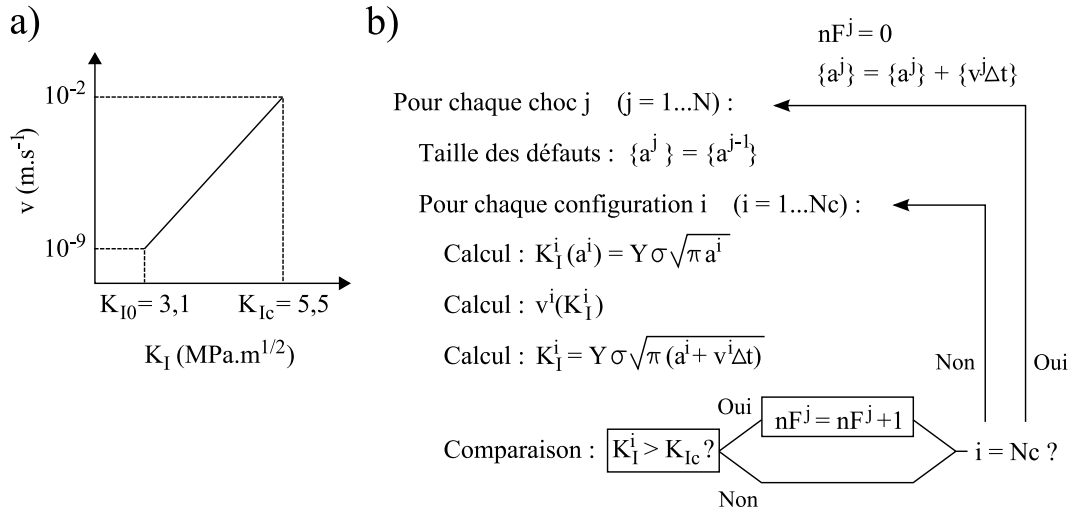 a)
10⁻²
v (m.s⁻¹)
10⁻⁹
K_I0 = 3,1
K_Ic = 5,5
K_I (MPa.m^1/2)
b)
nF^j = 0
{a^j} = {a^j} + {v^jΔt}
Pour chaque choc j (j = 1...N) :
Taille des défauts : {a^j } = {a^j-1}
Pour chaque configuration i (i = 1...Nc) :
Calcul : K_I^i (a^i) = Y σ √π a^i
Calcul : v^i(K_I^i)
Calcul : K_I^i = Y σ √π (a^i + v^iΔt)
Non
Oui
Oui
nF^j = nF^j +1
Comparaison : K_I^i > K_Ic ?
i = Nc ?
Non